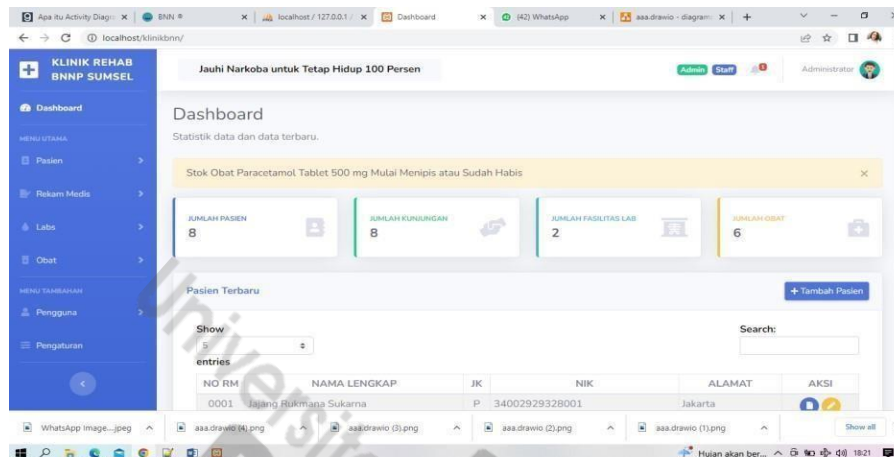 Apa itu Activity Diagr
BNN
localhost / 127.0.0.1 /
Dashboard
(42) WhatsApp
aaa.drawio - diagram
localhost/klinikbnn/
KLINIK REHAB
BNNP SUMSEL
Jauhi Narkoba untuk Tetap Hidup 100 Persen
Admin Staff
Administrator
Dashboard
MENU UTAMA
Pasien
Rekam Medis
Labs
Obat
MENU TAMBAHAN
Pengguna
Pengaturan
Dashboard
Statistik data dan data terbaru.
Stok Obat Paracetamol Tablet 500 mg Mulai Menipis atau Sudah Habis
JUMLAH PASIEN
8
JUMLAH KUNJUNGAN
8
JUMLAH FASILITAS LAB
2
JUMLAH OBAT
6
Pasien Terbaru
+ Tambah Pasien
Show
5
entries
Search:
NO RM NAMA LENGKAP JK NIK ALAMAT AKSI
0001 Jajang Rukmana Sukarna P 34002929328001 Jakarta
Universit
WhatsApp Image....jpeg
aaa.drawio (4).png
aaa.drawio (3).png
aaa.drawio (2).png
aaa.drawio (1).png
Show all
Hujan akan ber...
18:21